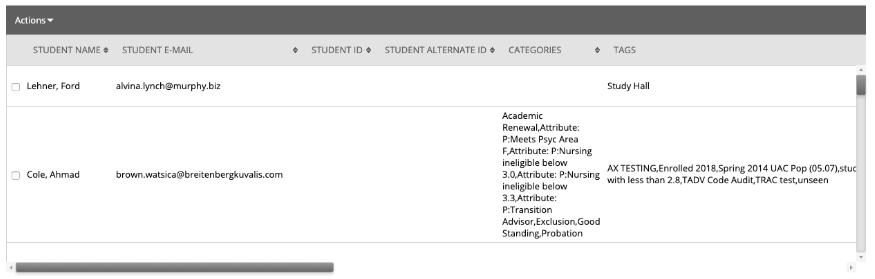 Actions
STUDENT NAME STUDENT E-MAIL STUDENT ID STUDENT ALTERNATE ID CATEGORIES TAGS
Lehner, Ford alvina.lynch@murphy.biz Study Hall
Cole, Ahmad brown.watsica@breitenbergkuvalis.com
Academic
Renewal,Attribute:
P:Meets Psyc Area
F,Attribute: P:Nursing
ineligible below
3.0,Attribute: P:Nursing
ineligible below
3.3,Attribute:
P:Transition
Advisor,Exclusion,Good
Standing,Probation
AX TESTING,Enrolled 2018,Spring 2014 UAC Pop (05.07),stuc
with less than 2.8,TADV Code Audit,TRAC test,unseen